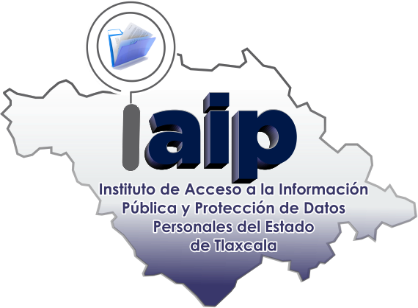 Iaip
Instituto de Acceso a la Información
Pública y Protección de Datos
Personales del Estado
de Tlaxcala